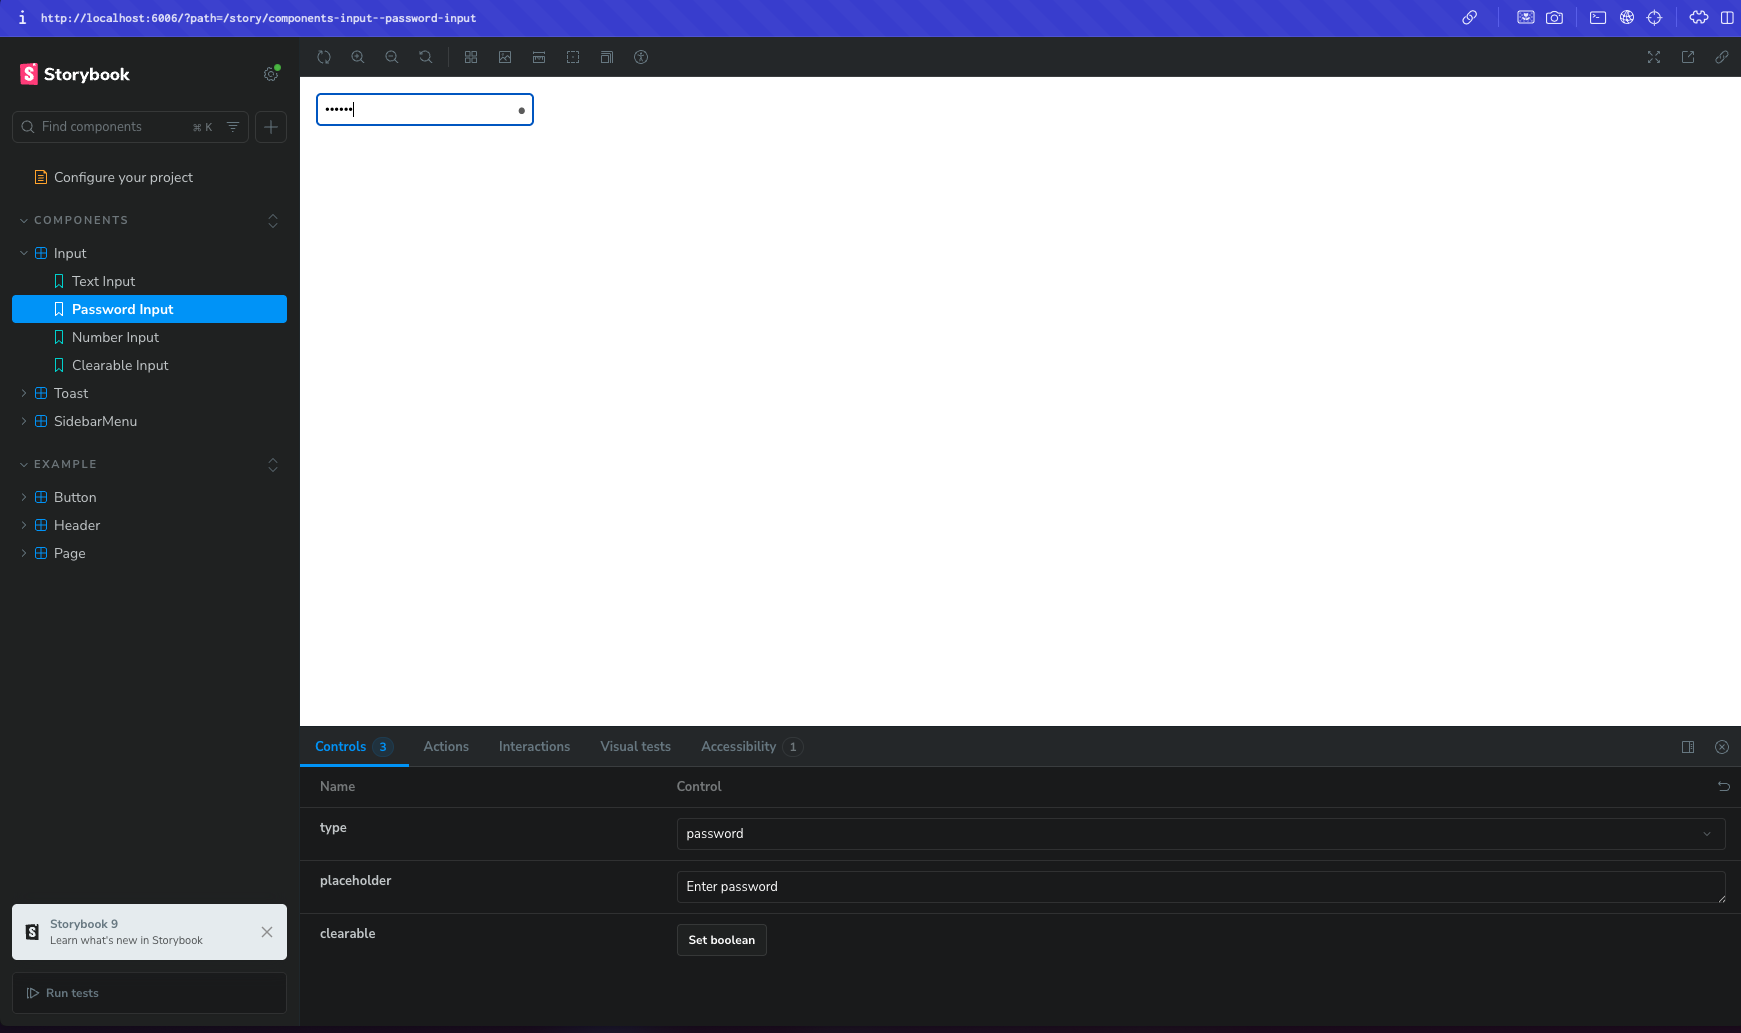 http://localhost:6006/?path=/story/components-input--password-input
Storybook
Find components
⌘ K
Configure your project
COMPONENTS
Input
Text Input
Password Input
Number Input
Clearable Input
Toast
SidebarMenu
EXAMPLE
Button
Header
Page
Storybook 9
Learn what's new in Storybook
Run tests
••••••
Controls 3 Actions Interactions Visual tests Accessibility 1
Name Control
type password
placeholder Enter password
clearable Set boolean